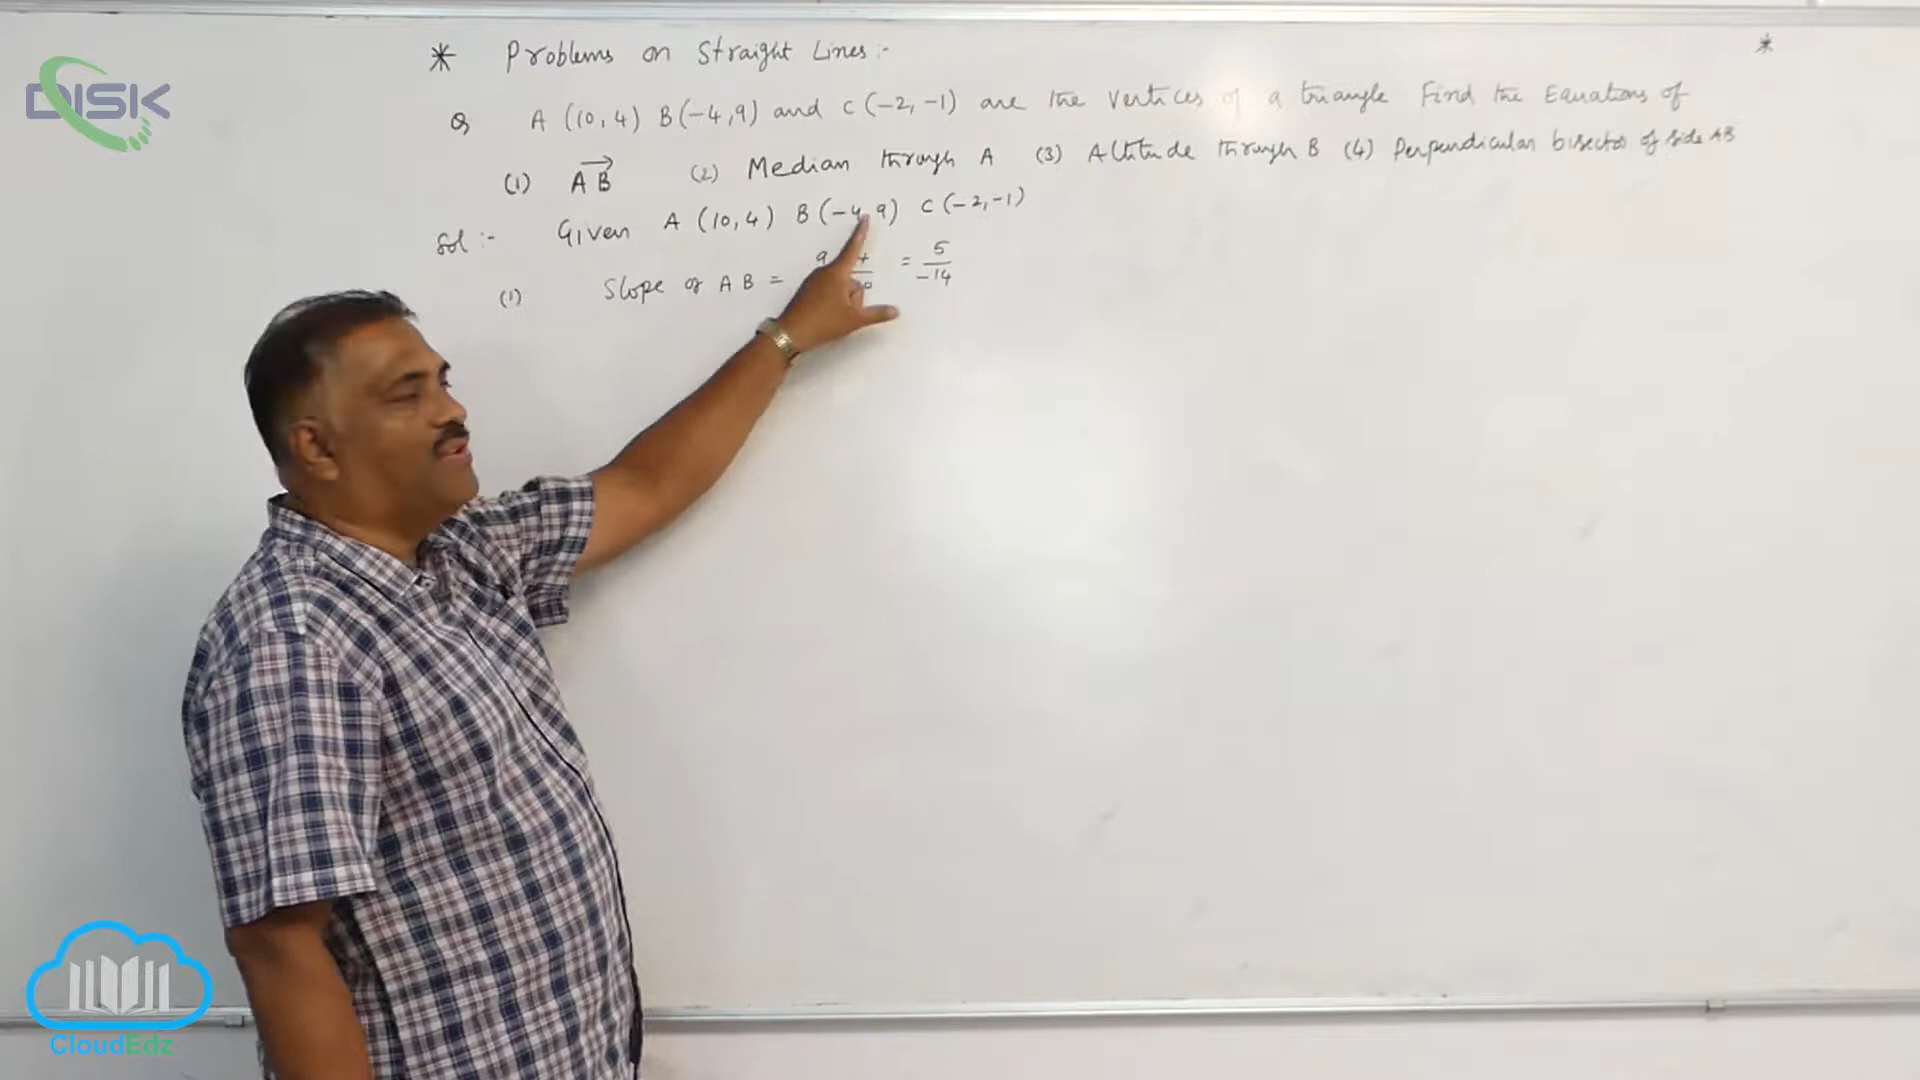 DISK
* Problems on Straight Lines :-
*
Q A (10, 4) B(-4, 9) and C (-2, -1) are the vertices of a triangle Find the Equations of
(1) AB (2) Median through A (3) Altitude through B (4) Perpendicular bisector of side AB
Sol :- Given A (10, 4) B (-4, 9) C (-2, -1)
(1) Slope of AB = = 5/-14
CloudEdz